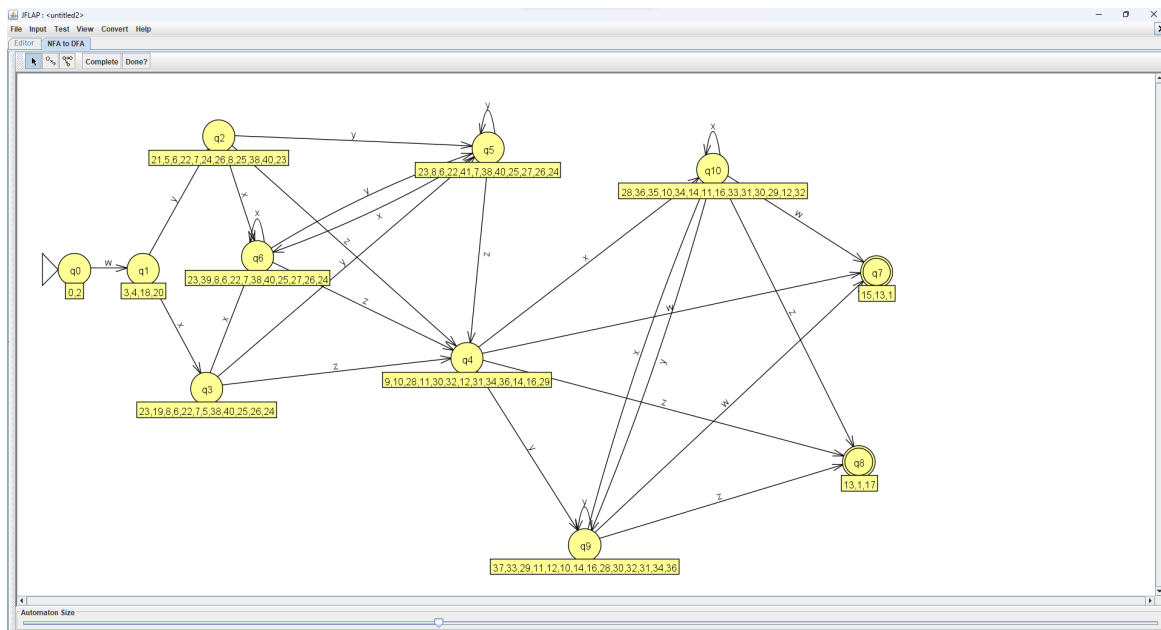 JFLAP : <untitled2>
File Input Test View Convert Help
Editor NFA to DFA
Complete Done?
y
q2
y
q5
x
q10
21,5,6,22,7,24,26,8,25,38,40,23
23,8,6,22,41,7,38,40,25,27,26,24
28,36,35,10,34,14,11,16,33,31,30,29,12,32
y
x
y
x
w
x
z
q6
z
x
q0
w
q1
y
q7
0,2
3,4,18,20
23,39,8,6,22,7,38,40,25,27,26,24
15,13,1
x
x
z
w
z
x
y
q4
z
q3
9,10,28,11,30,32,12,31,34,36,14,16,29
23,19,8,6,22,7,5,38,40,25,26,24
z
w
y
q8
13,1,17
y
z
q9
37,33,29,11,12,10,14,16,28,30,32,31,34,36
Automaton Size